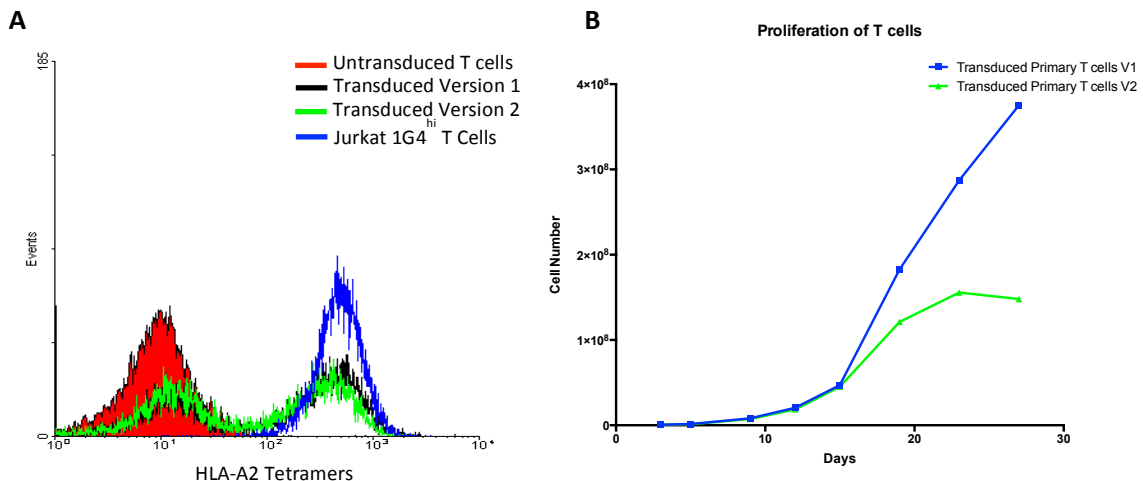 A
185
Events
0
Untransduced T cells
Transduced Version 1
Transduced Version 2
Jurkat 1G4hi T Cells
10⁰
10¹
10²
10³
10⁴
HLA-A2 Tetramers
B
Proliferation of T cells
Transduced Primary T cells V1
Transduced Primary T cells V2
4×10⁸
3×10⁸
2×10⁸
1×10⁸
0
Cell Number
0
10
20
30
Days